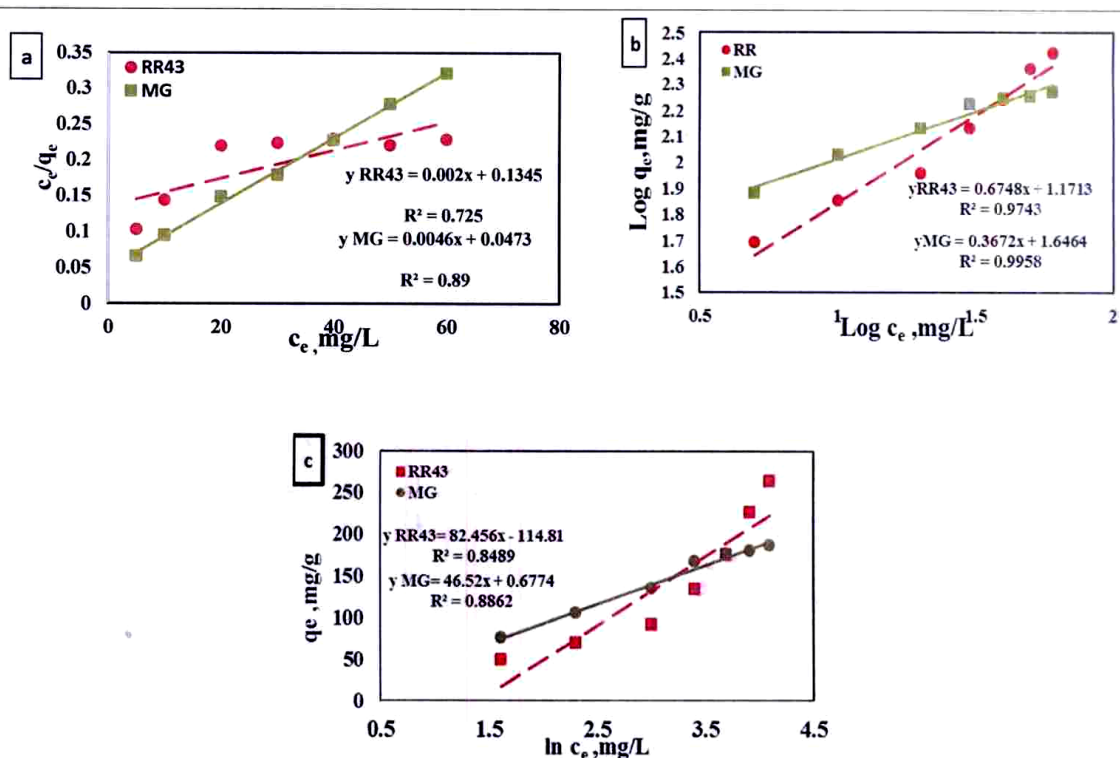 a
0.35
0.3
0.25
0.2
0.15
0.1
0.05
0
c_e/q_e
RR43
MG
y RR43 = 0.002x + 0.1345
R² = 0.725
y MG = 0.0046x + 0.0473
R² = 0.89
0 20 40 60 80
c_e ,mg/L
b
2.5
2.4
2.3
2.2
2.1
2
1.9
1.8
1.7
1.6
1.5
Log q_e,mg/g
RR
MG
yRR43 = 0.6748x + 1.1713
R² = 0.9743
yMG = 0.3672x + 1.6464
R² = 0.9958
0.5 1 1.5 2
Log c_e ,mg/L
c
300
250
200
150
100
50
0
qe ,mg/g
RR43
MG
y RR43= 82.456x - 114.81
R² = 0.8489
y MG= 46.52x + 0.6774
R² = 0.8862
0.5 1.5 2.5 3.5 4.5
ln c_e ,mg/L